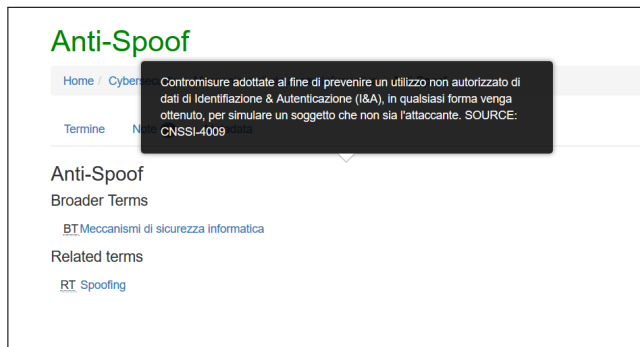 Anti-Spoof
Home / Cyberse
Contromisure adottate al fine di prevenire un utilizzo non autorizzato di
dati di Identifiazione & Autenticazione (I&A), in qualsiasi forma venga
ottenuto, per simulare un soggetto che non sia l'attaccante. SOURCE:
CNSSI-4009
Termine Note
Anti-Spoof
Broader Terms
BT Meccanismi di sicurezza informatica
Related terms
RT Spoofing